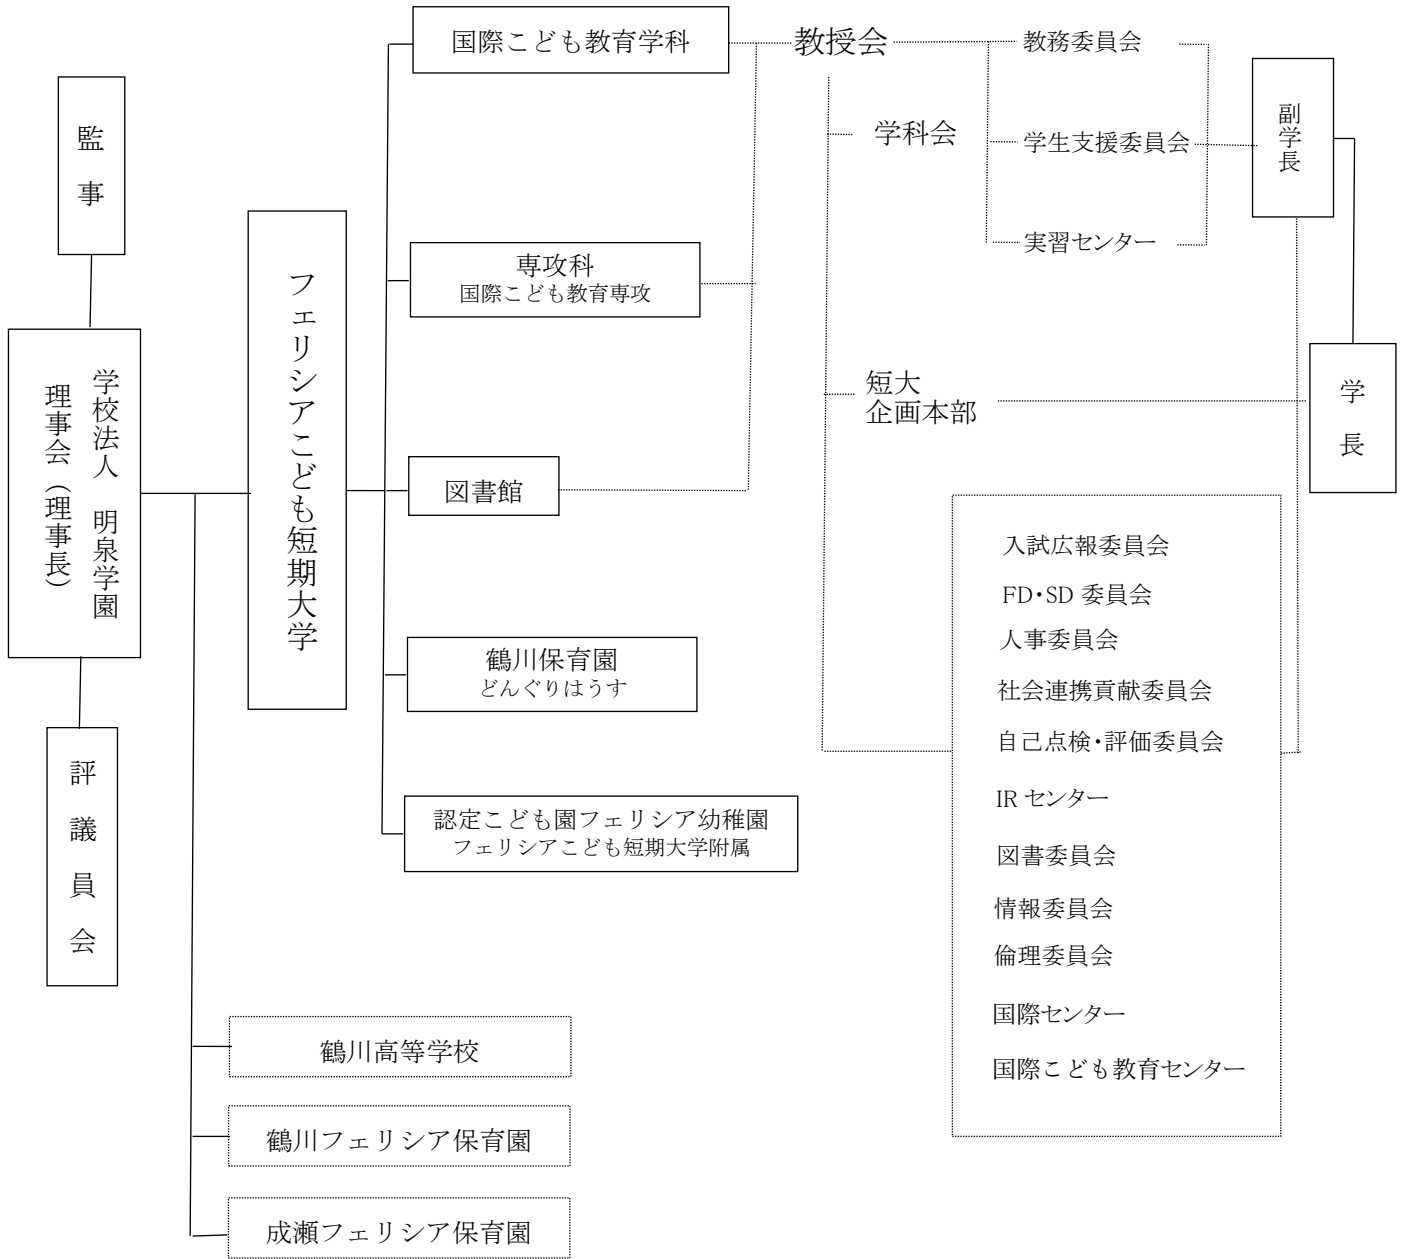 監事
学校法人　明泉学園
理事会（理事長）
評議員会
フェリシアこども短期大学
国際こども教育学科
専攻科
国際こども教育専攻
図書館
鶴川保育園
どんぐりはうす
認定こども園フェリシア幼稚園
フェリシアこども短期大学附属
鶴川高等学校
鶴川フェリシア保育園
成瀬フェリシア保育園
教授会
学科会
短大
企画本部
教務委員会
学生支援委員会
実習センター
入試広報委員会
FD・SD 委員会
人事委員会
社会連携貢献委員会
自己点検・評価委員会
IR センター
図書委員会
情報委員会
倫理委員会
国際センター
国際こども教育センター
副学長
学長